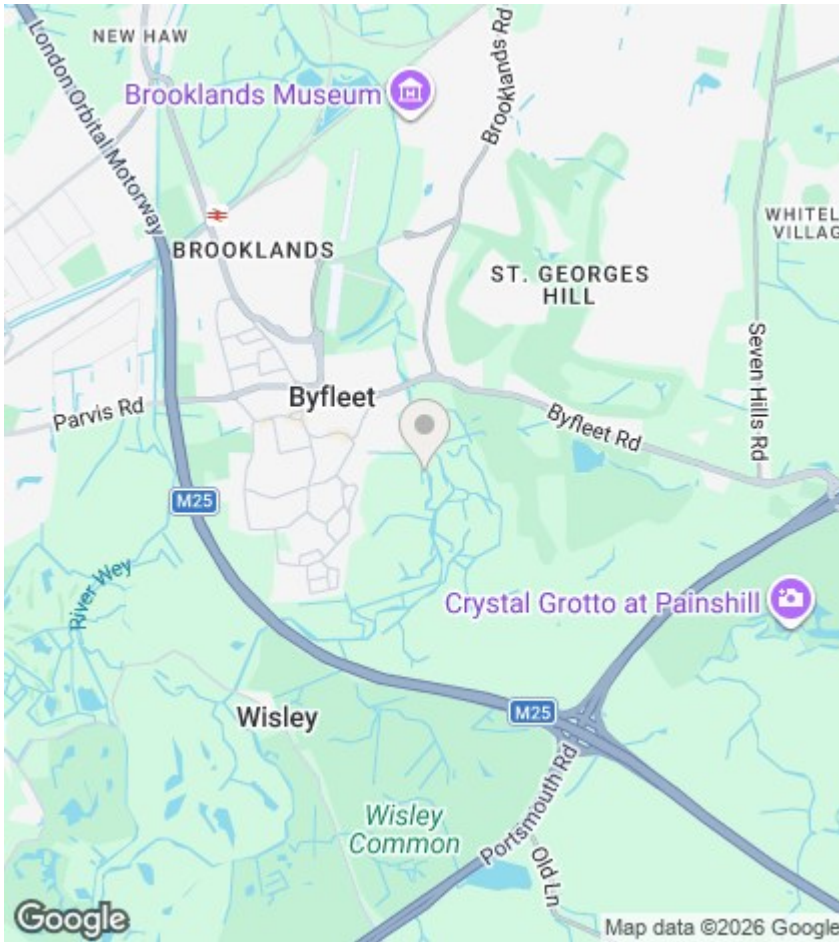 NEW HAW
London Orbital Motorway
Brooklands Museum
Brooklands Rd
BROOKLANDS
ST. GEORGES
HILL
WHITEL
VILLAG
Seven Hills Rd
Byfleet
Parvis Rd
Byfleet Rd
M25
River Wey
Crystal Grotto at Painshill
M25
Wisley
Portsmouth Rd
Wisley
Common
Old Ln
Google
Map data ©2026 Google